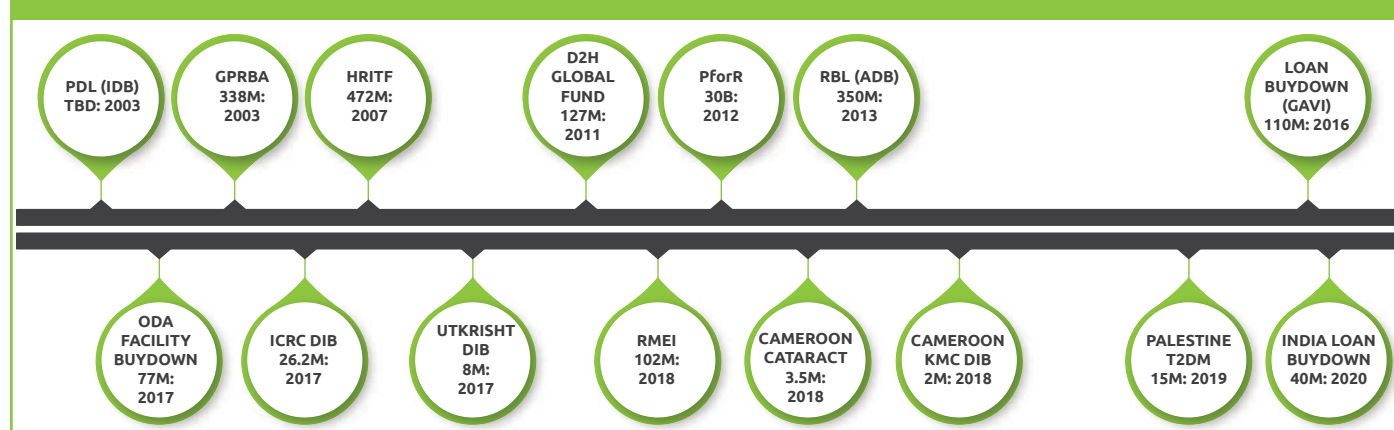 PDL (IDB)
TBD: 2003
GPRBA
338M:
2003
HRITF
472M:
2007
D2H
GLOBAL
FUND
127M:
2011
PforR
30B:
2012
RBL (ADB)
350M:
2013
LOAN
BUYDOWN
(GAVI)
110M: 2016
ODA
FACILITY
BUYDOWN
77M:
2017
ICRC DIB
26.2M:
2017
UTKRISHT
DIB
8M:
2017
RMEI
102M:
2018
CAMEROON
CATARACT
3.5M:
2018
CAMEROON
KMC DIB
2M: 2018
PALESTINE
T2DM
15M: 2019
INDIA LOAN
BUYDOWN
40M: 2020